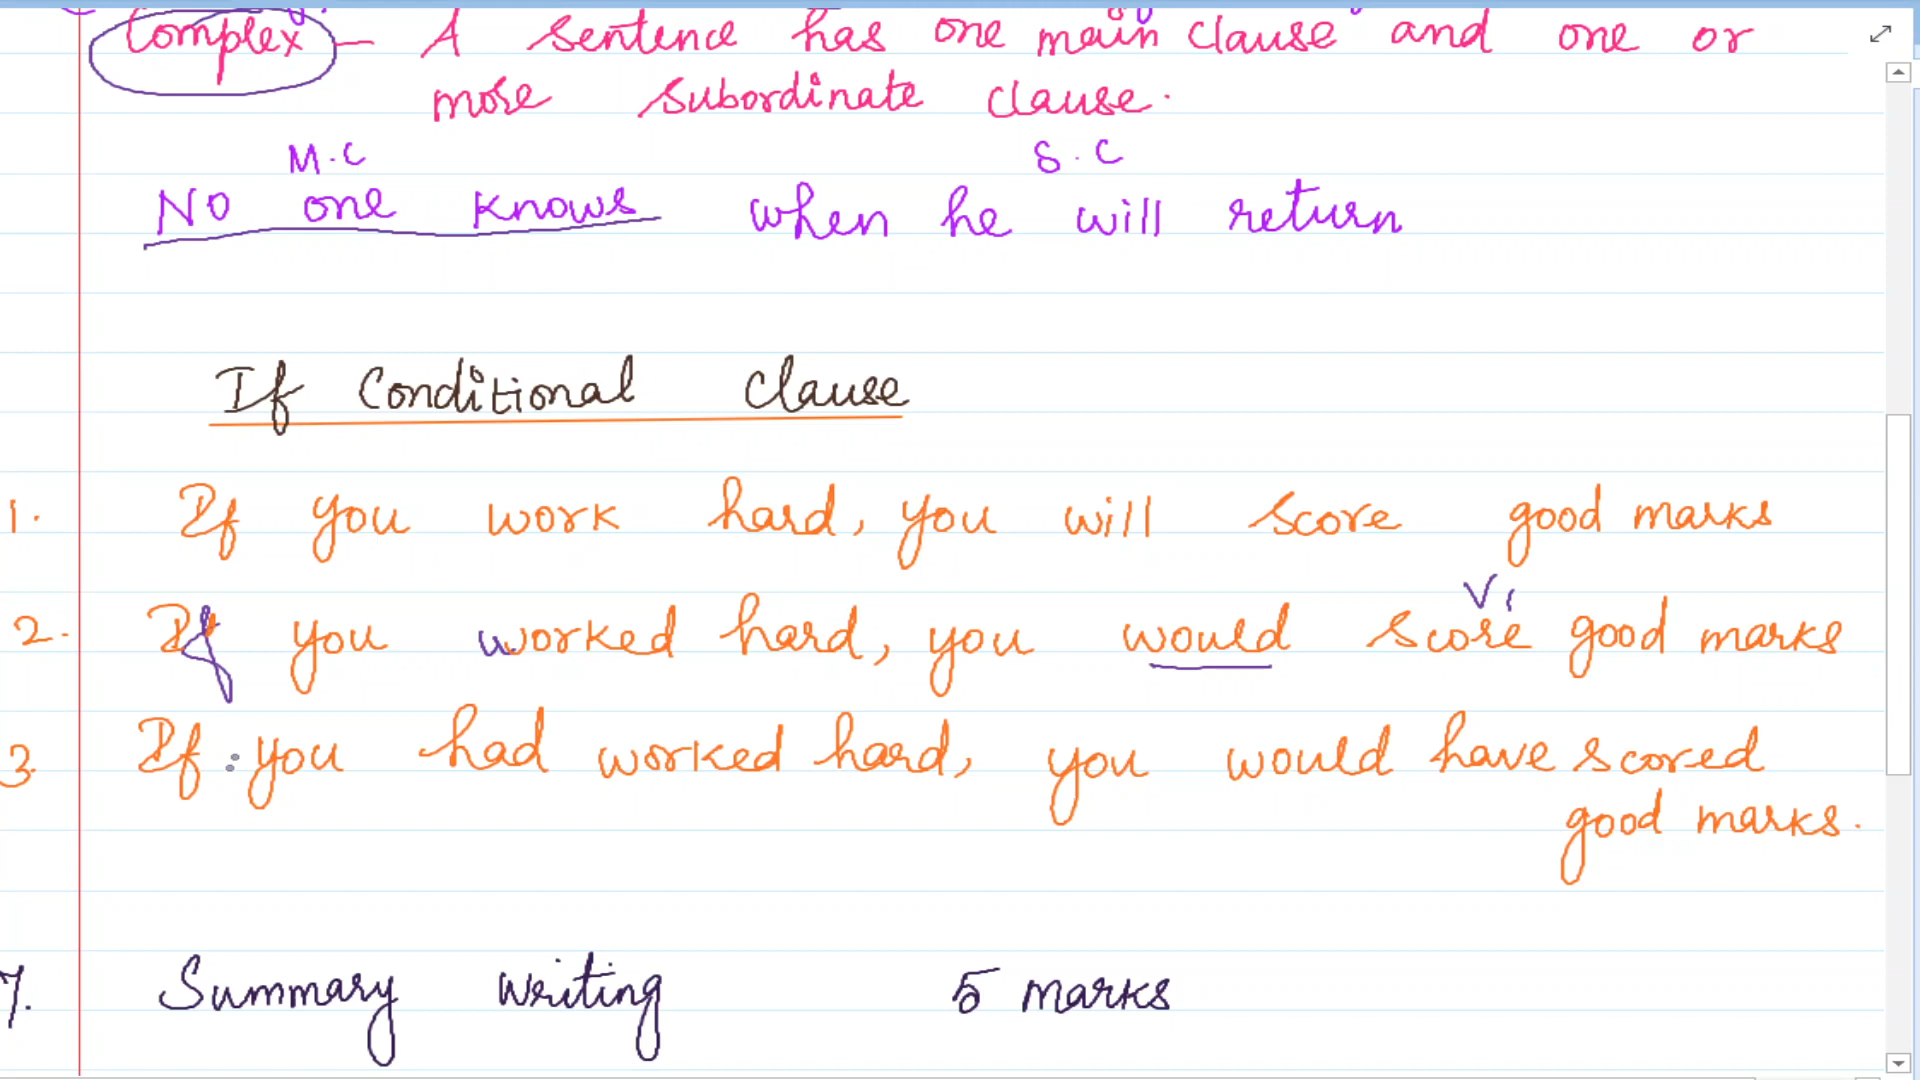 Complex – A sentence has one main clause and one or
more subordinate clause.
M.C S.C
No one knows when he will return
If Conditional Clause
1. If you work hard, you will score good marks
V1
2. If you worked hard, you would score good marks
3. If you had worked hard, you would have scored
good marks.
7. Summary Writing 5 marks